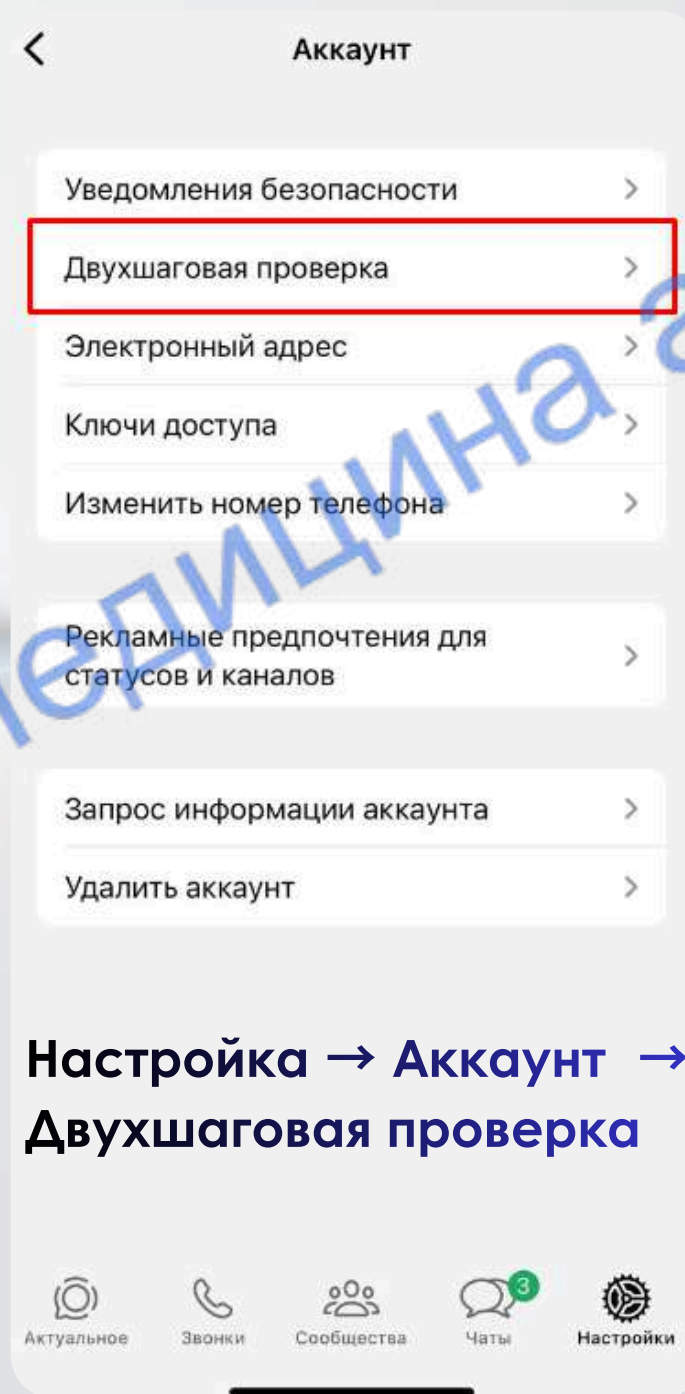 Аккаунт
Уведомления безопасности
Двухшаговая проверка
Электронный адрес
Ключи доступа
Изменить номер телефона
Рекламные предпочтения для
статусов и каналов
Запрос информации аккаунта
Удалить аккаунт
Настройка → Аккаунт →
Двухшаговая проверка
3
Актуальное Звонки Сообщества Чаты Настройки